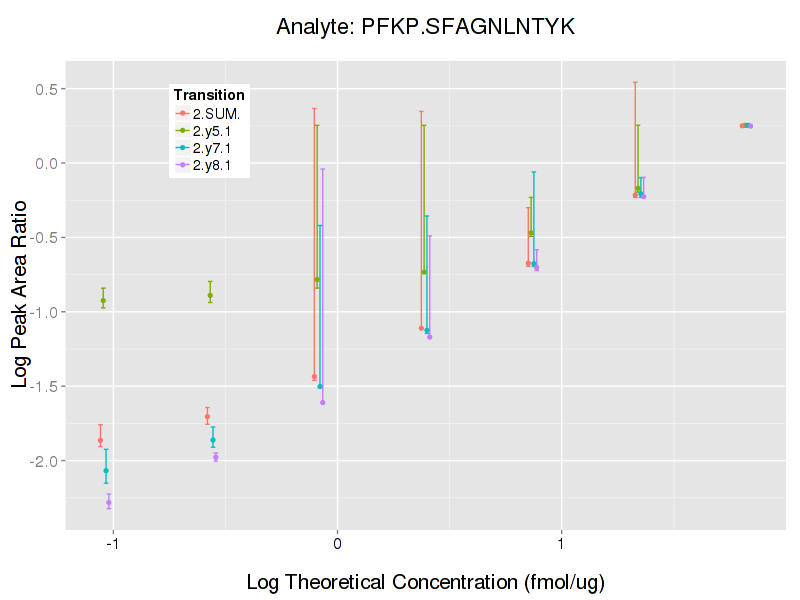 Analyte: PFKP.SFAGNLNTYK
Log Peak Area Ratio
0.5
0.0
-0.5
-1.0
-1.5
-2.0
Transition
2.SUM.
2.y5.1
2.y7.1
2.y8.1
-1
0
1
Log Theoretical Concentration (fmol/ug)